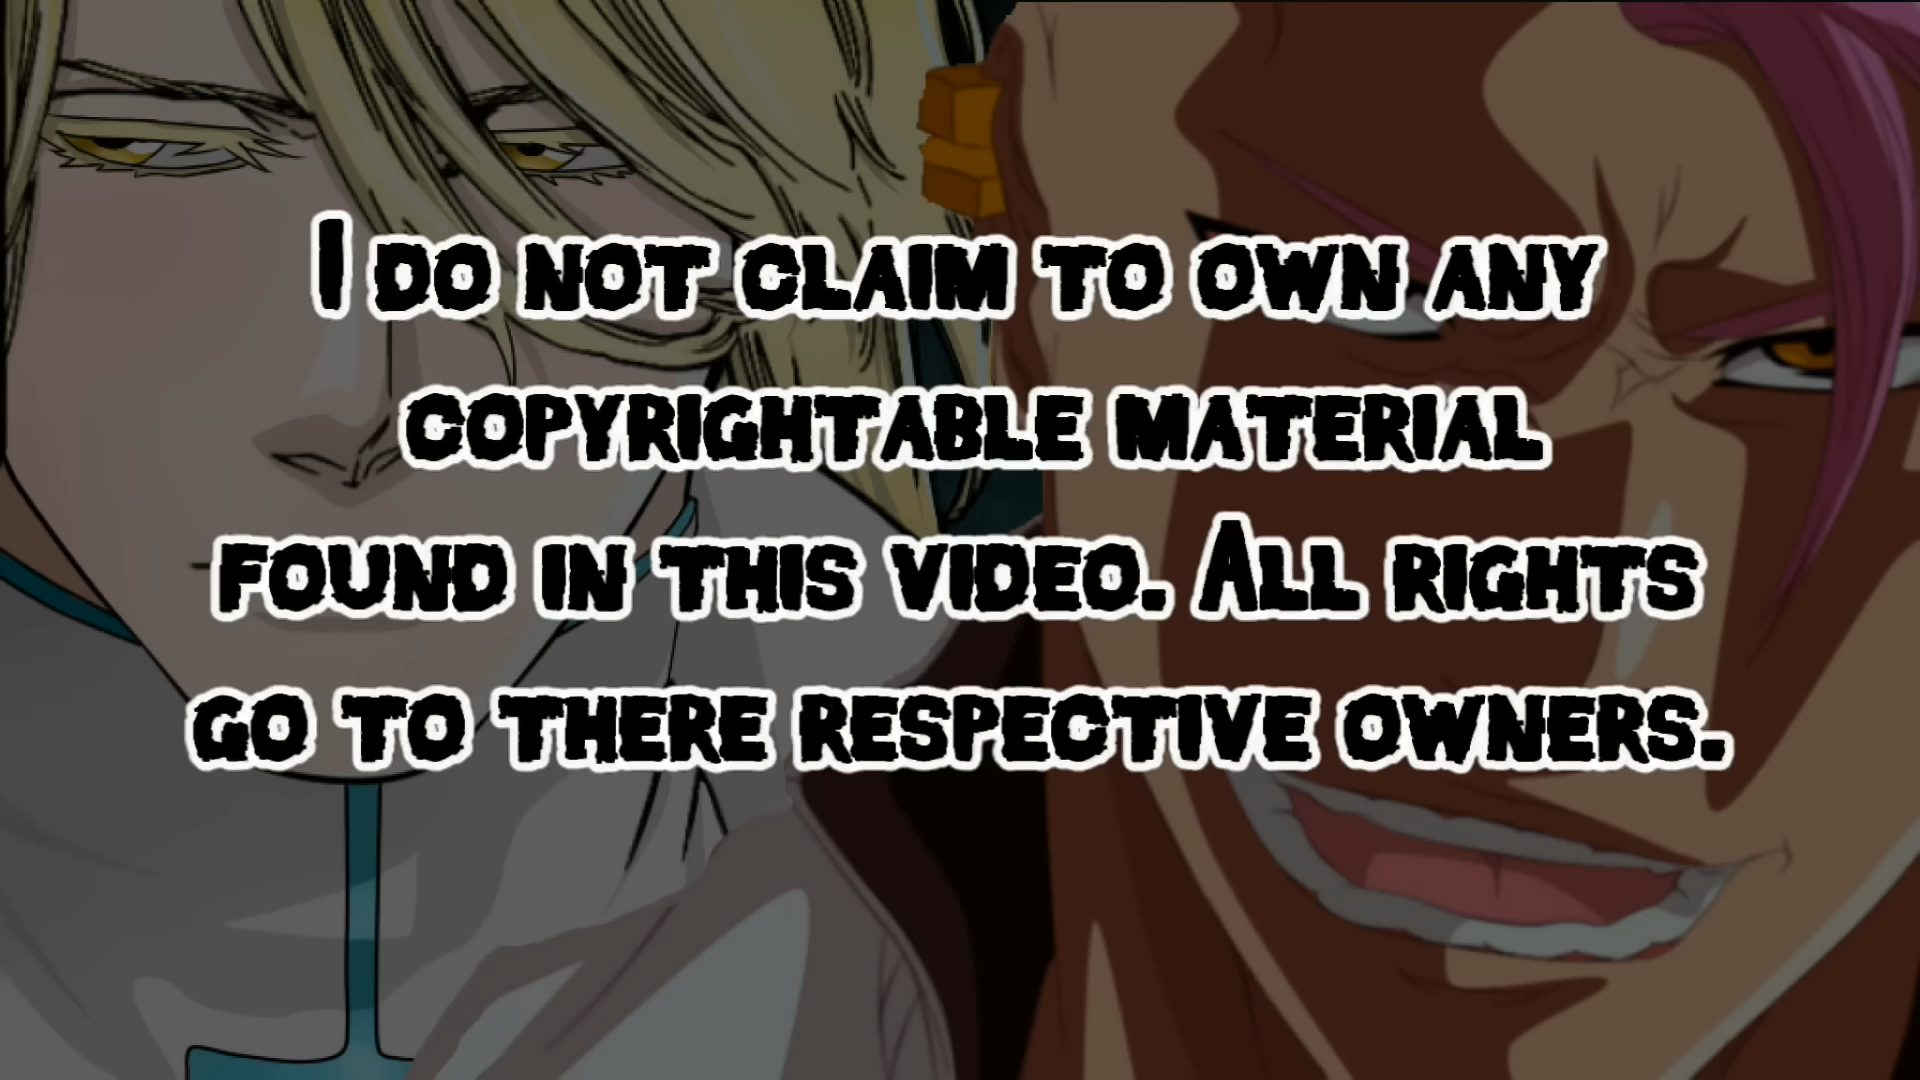 I do not claim to own any
copyrightable material
found in this video. All rights
go to there respective owners.